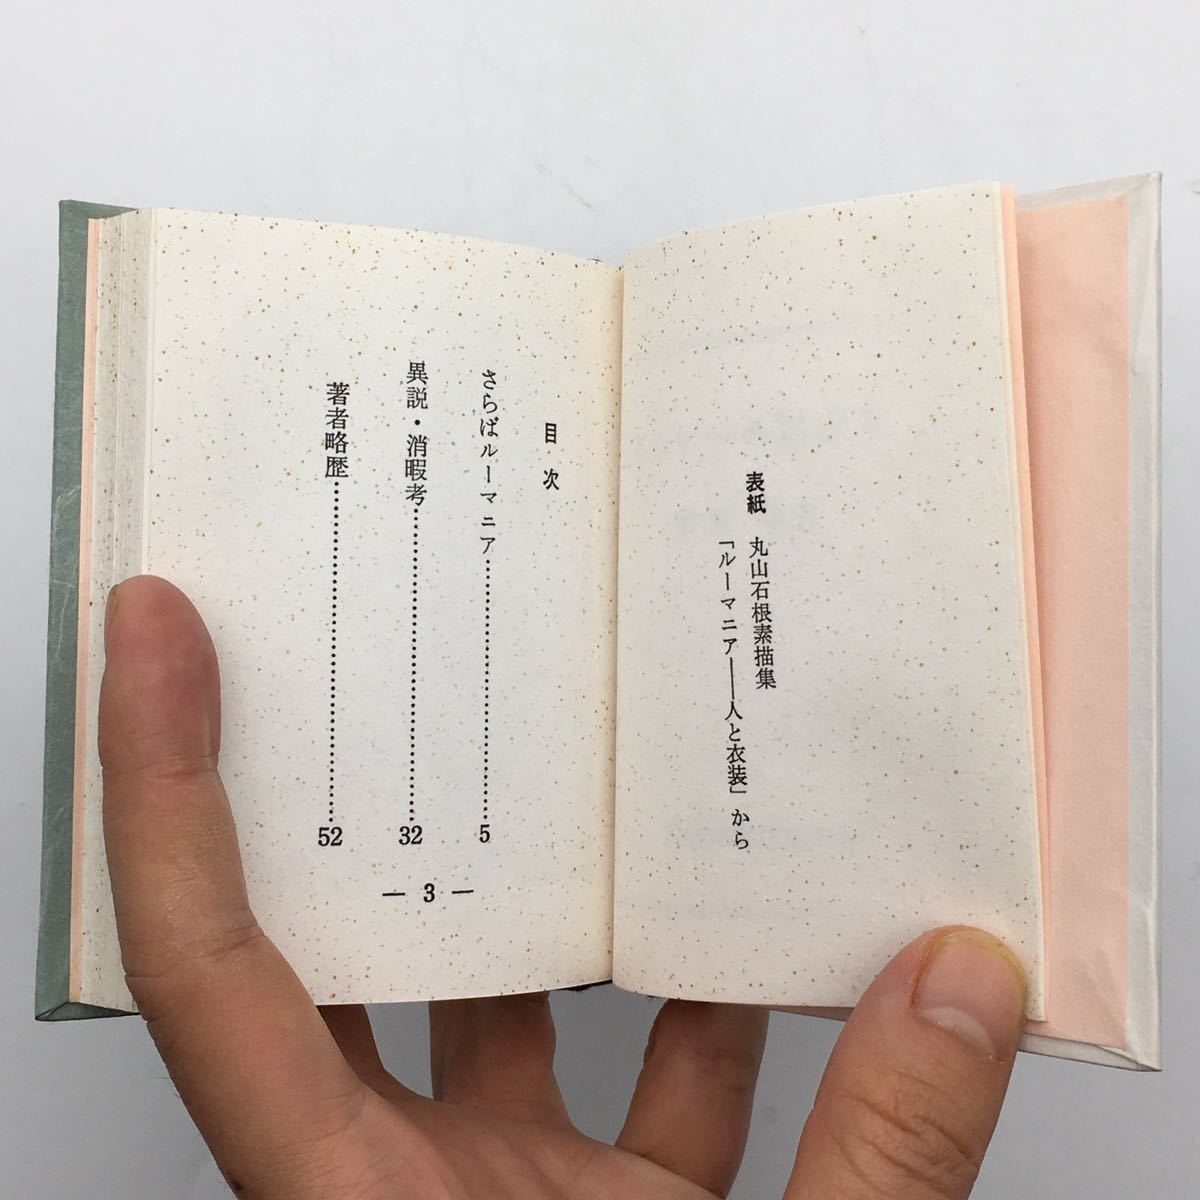 表紙　丸山石根素描集
「ルーマニア――人と衣装」から
目次
さらばルーマニア……………………5
異説・消暇考……………………32
著者略歴……………………52
― 3 ―